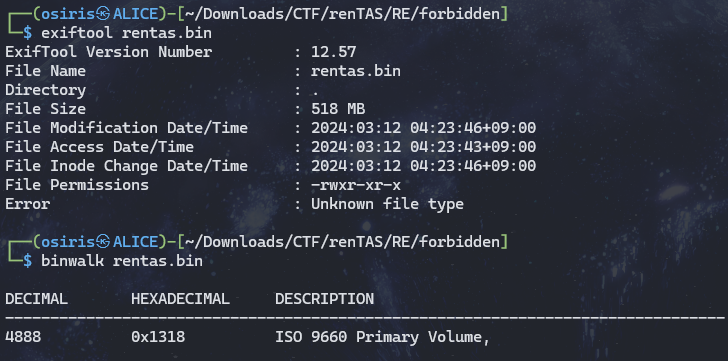 ┌──(osiris㉿ALICE)-[~/Downloads/CTF/renTAS/RE/forbidden]
└─$ exiftool rentas.bin
ExifTool Version Number         : 12.57
File Name                       : rentas.bin
Directory                       : .
File Size                       : 518 MB
File Modification Date/Time     : 2024:03:12 04:23:46+09:00
File Access Date/Time           : 2024:03:12 04:23:43+09:00
File Inode Change Date/Time     : 2024:03:12 04:23:46+09:00
File Permissions                : -rwxr-xr-x
Error                           : Unknown file type
┌──(osiris㉿ALICE)-[~/Downloads/CTF/renTAS/RE/forbidden]
└─$ binwalk rentas.bin
DECIMAL       HEXADECIMAL     DESCRIPTION
--------------------------------------------------------------------------------
4888          0x1318          ISO 9660 Primary Volume,